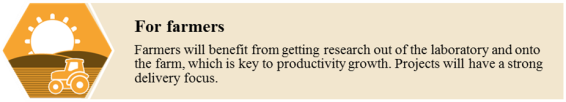 For farmers
Farmers will benefit from getting research out of the laboratory and onto
the farm, which is key to productivity growth. Projects will have a strong
delivery focus.